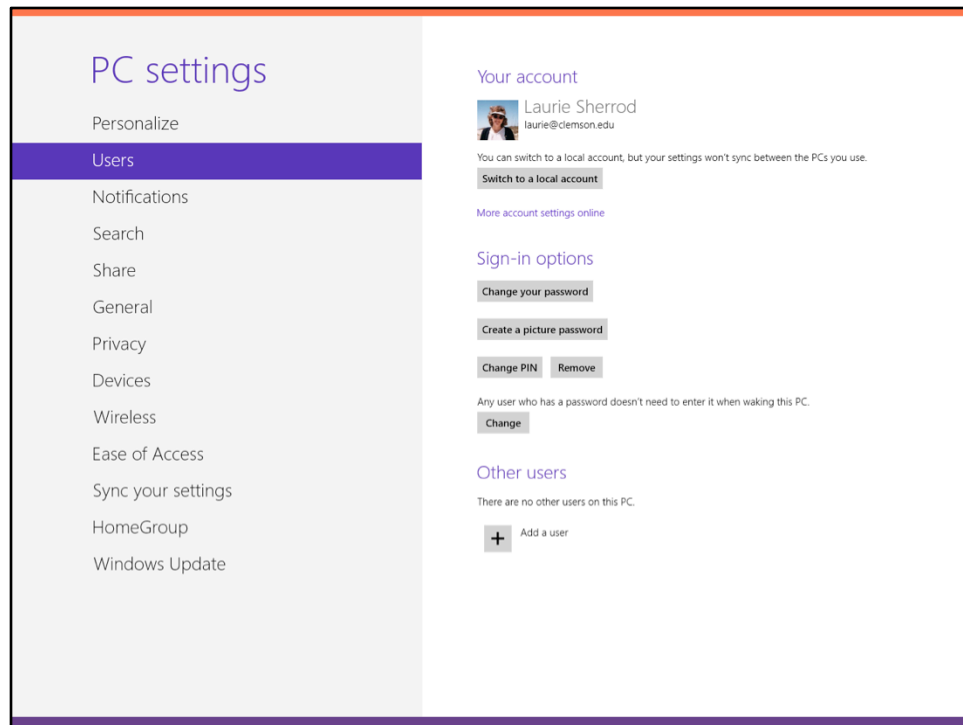 PC settings
Personalize
Users
Notifications
Search
Share
General
Privacy
Devices
Wireless
Ease of Access
Sync your settings
HomeGroup
Windows Update
Your account
Laurie Sherrod
laurie@clemson.edu
You can switch to a local account, but your settings won't sync between the PCs you use.
Switch to a local account
More account settings online
Sign-in options
Change your password
Create a picture password
Change PIN Remove
Any user who has a password doesn't need to enter it when waking this PC.
Change
Other users
There are no other users on this PC.
+ Add a user